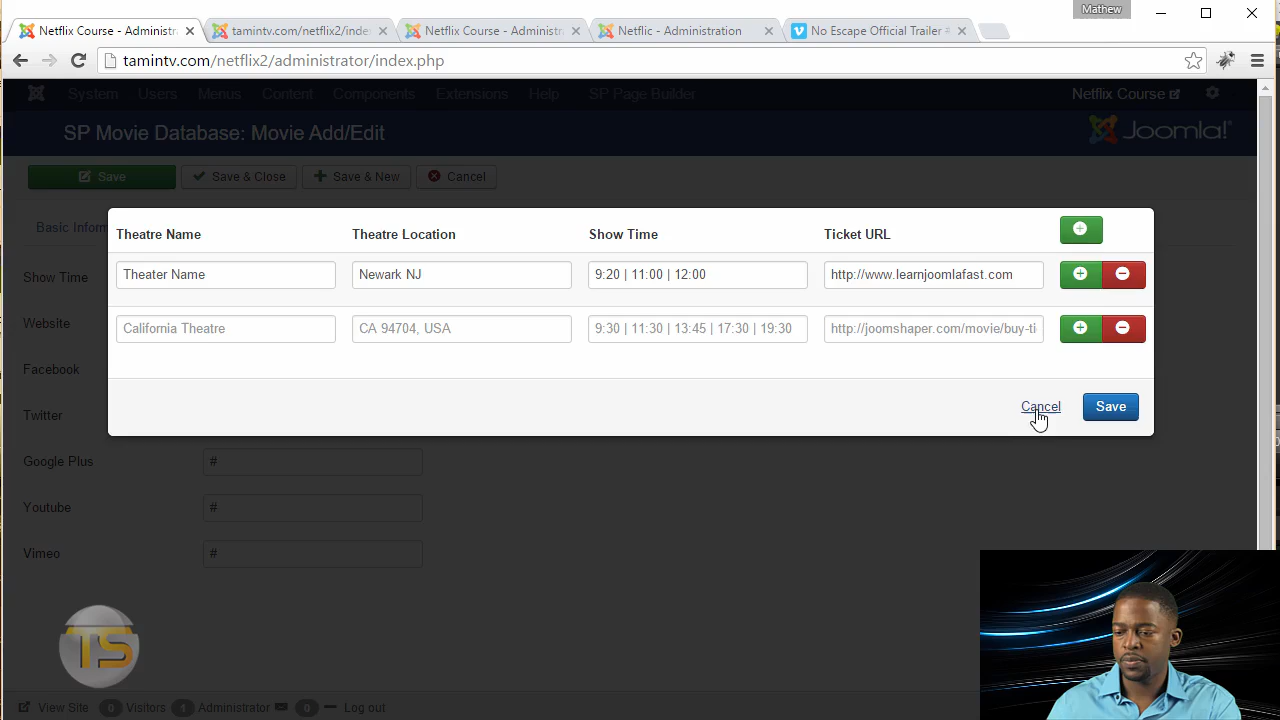 Mathew
Netflix Course - Administr
tamintv.com/netflix2/inde
Netflix Course - Administr
Netflic - Administration
No Escape Official Trailer
tamintv.com/netflix2/administrator/index.php
System Users Menus Content Components Extensions Help SP Page Builder Netflix Course
SP Movie Database: Movie Add/Edit
Joomla!
Save Save & Close Save & New Cancel
Basic Inform
Theatre Name Theatre Location Show Time Ticket URL
Show Time
Theater Name Newark NJ 9:20 | 11:00 | 12:00 http://www.learnjoomlafast.com
Website
California Theatre CA 94704, USA 9:30 | 11:30 | 13:45 | 17:30 | 19:30 http://joomshaper.com/movie/buy-ti
Facebook
Twitter
Cancel Save
Google Plus #
Youtube #
Vimeo #
TS
View Site 0 Visitors 1 Administrator 0 Log out